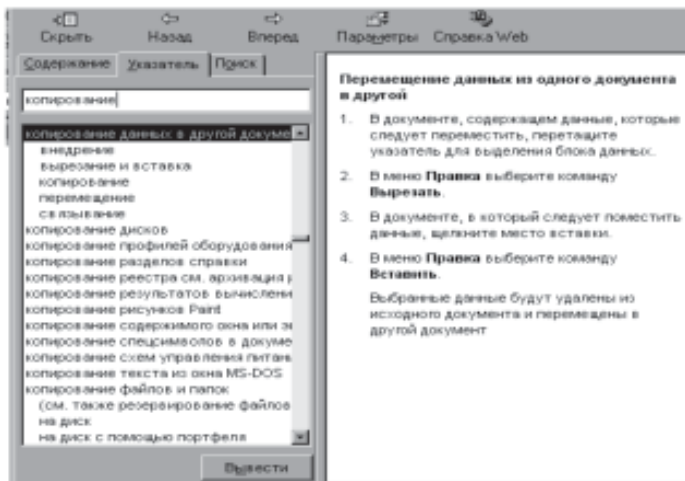 Скрыть Назад Вперед Параметры Справка Web
Содержание Указатель Поиск
копирование
копирование данных в другой докуме
внедрение
вырезание и вставка
копирование
перемещение
связывание
копирование дисков
копирование профилей оборудования
копирование разделов справки
копирование реестра см. архивация р
копирование результатов вычислени
копирование рисунков Paint
копирование содержимого окна или эк
копирование спецсимволов в докуме
копирование схем управления питани
копирование текста из окна MS-DOS
копирование файлов и папок
(см. также резервирование файлов
на диск
на диск с помощью портфеля
Вывести
Перемещение данных из одного документа
в другой
1. В документе, содержащем данные, которые
следует переместить, перетащите
указатель для выделения блока данных.
2. В меню Правка выберите команду
Вырезать.
3. В документе, в который следует поместить
данные, щелкните место вставки.
4. В меню Правка выберите команду
Вставить.
Выбранные данные будут удалены из
исходного документа и перемещены в
другой документ